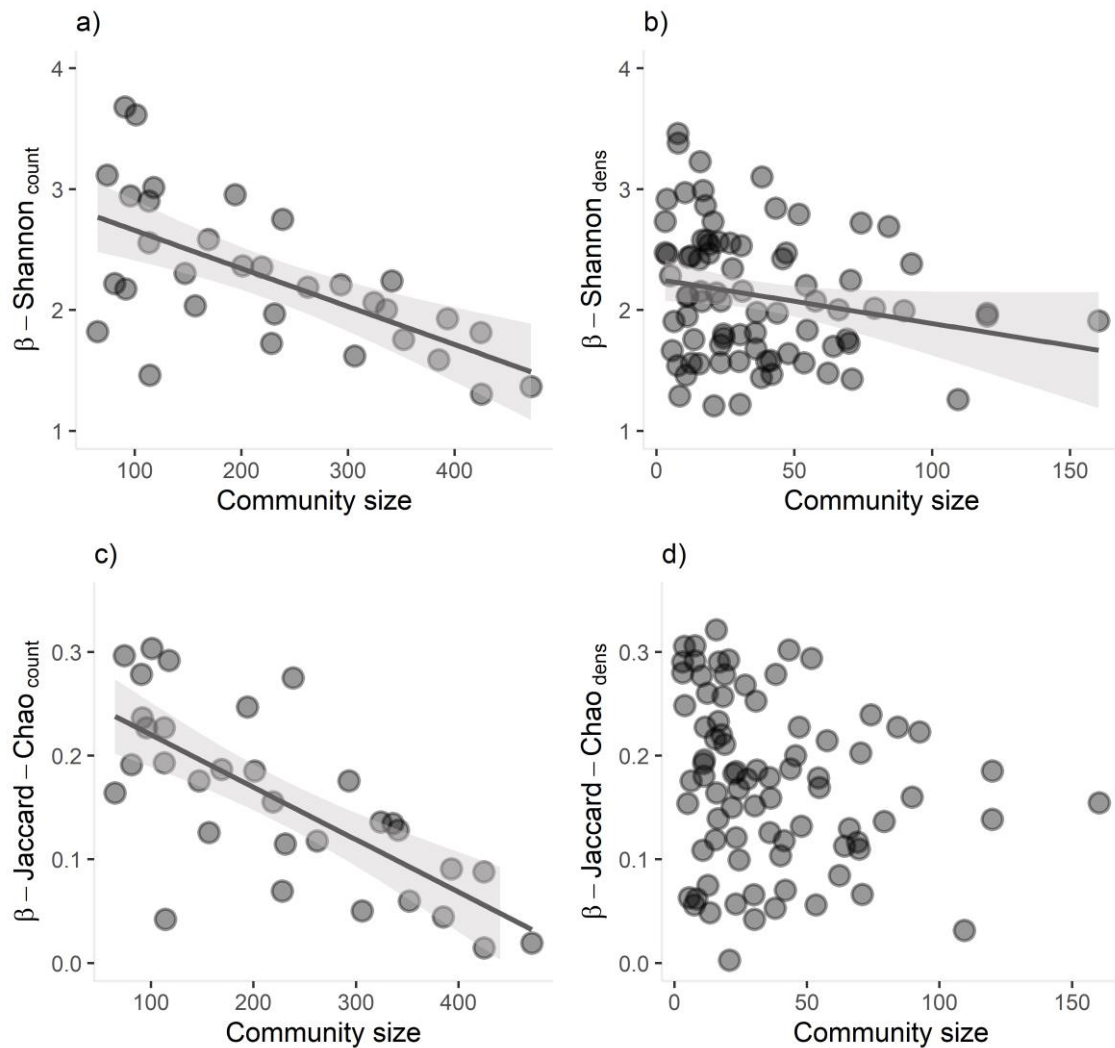 a)
4
3
2
1
β – Shannon count
100 200 300 400
Community size
b)
4
3
2
1
β – Shannon dens
0 50 100 150
Community size
c)
0.3
0.2
0.1
0.0
β – Jaccard – Chao count
100 200 300 400
Community size
d)
0.3
0.2
0.1
0.0
β – Jaccard – Chao dens
0 50 100 150
Community size